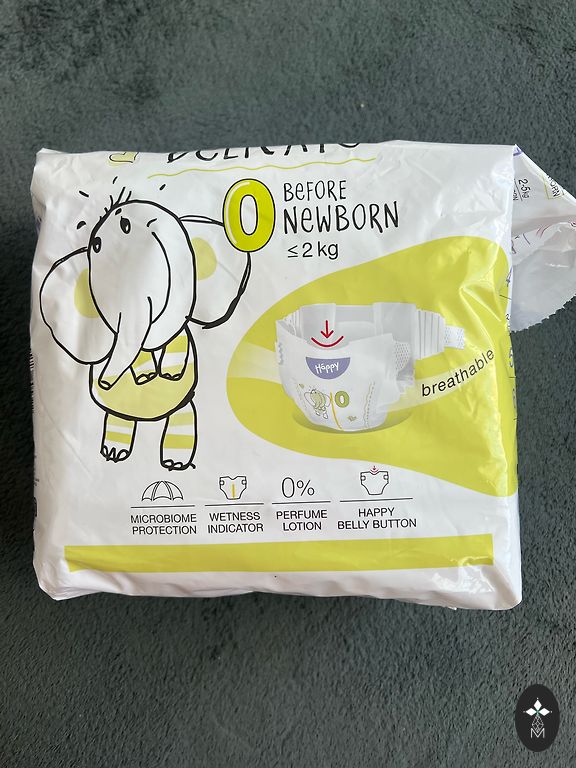 0 BEFORE
NEWBORN
≤2 kg
Happy
0
breathable
MICROBIOME
PROTECTION
WETNESS
INDICATOR
0%
PERFUME
LOTION
HAPPY
BELLY BUTTON